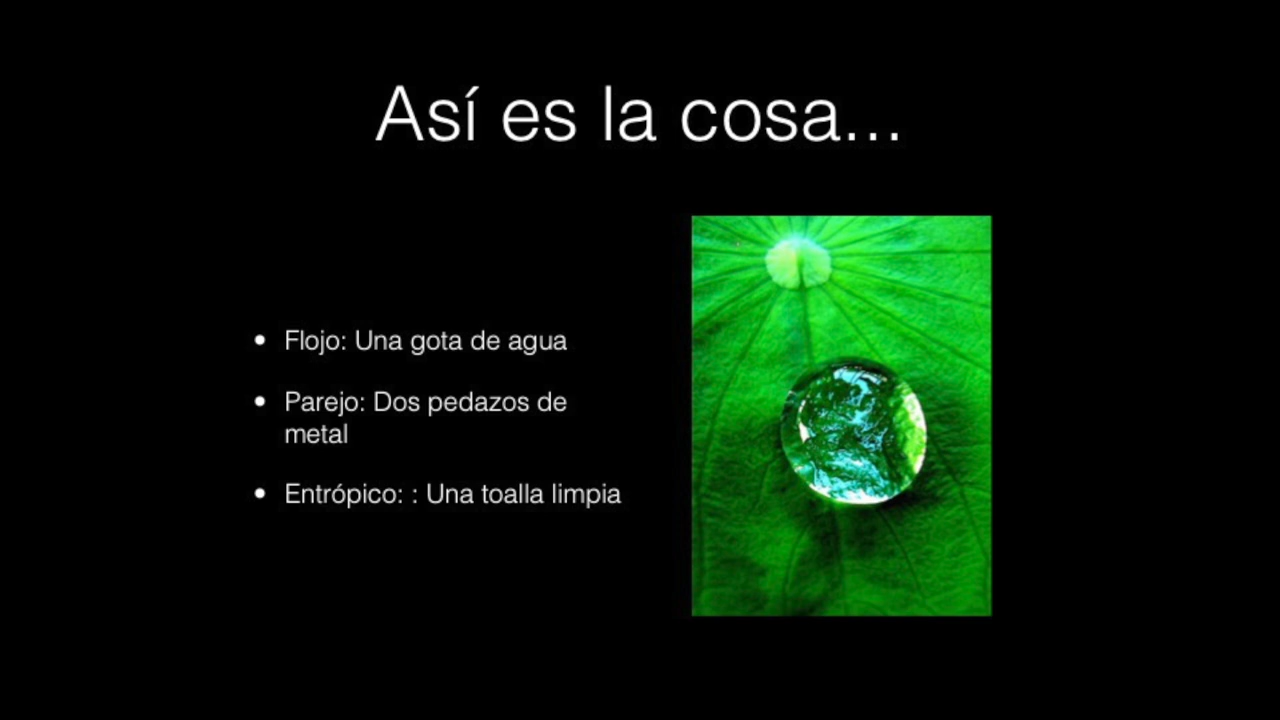 Así es la cosa...
• Flojo: Una gota de agua
• Parejo: Dos pedazos de
metal
• Entrópico: : Una toalla limpia